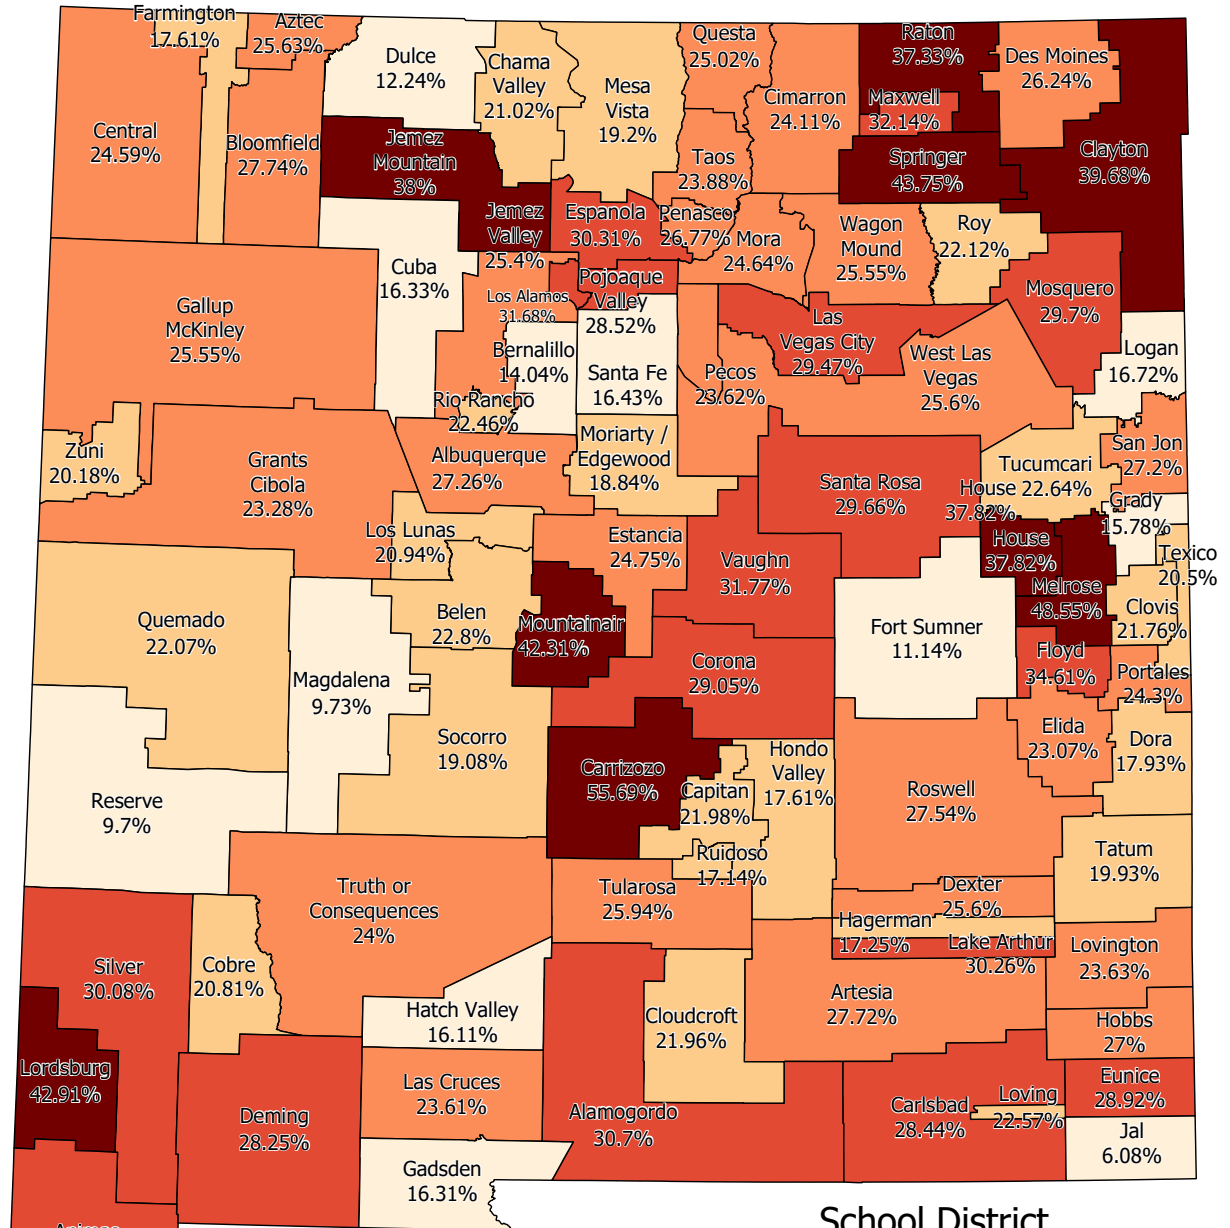 Farmington
17.61%
Aztec
25.63%
Dulce
12.24%
Chama
Valley
21.02%
Mesa
Vista
19.2%
Questa
25.02%
Cimarron
24.11%
Raton
37.33%
Maxwell
32.14%
Des Moines
26.24%
Central
24.59%
Bloomfield
27.74%
Jemez
Mountain
38%
Taos
23.88%
Springer
43.75%
Clayton
39.68%
Jemez
Valley
25.4%
Espanola
30.31%
Penasco
26.77%
Mora
24.64%
Wagon
Mound
25.55%
Roy
22.12%
Cuba
16.33%
Los Alamos
31.68%
Pojoaque
Valley
28.52%
Gallup
McKinley
25.55%
Las
Vegas City
29.47%
Mosquero
29.7%
Bernalillo
14.04%
Santa Fe
16.43%
Pecos
23.62%
West Las
Vegas
25.6%
Logan
16.72%
Rio Rancho
22.46%
Zuni
20.18%
Grants
Cibola
23.28%
Albuquerque
27.26%
Moriarty /
Edgewood
18.84%
Santa Rosa
29.66%
Tucumcari
22.64%
San Jon
27.2%
House
37.82%
Grady
15.78%
Los Lunas
20.94%
Estancia
24.75%
Vaughn
31.77%
House
37.82%
Texico
20.5%
Melrose
48.55%
Clovis
21.76%
Quemado
22.07%
Belen
22.8%
Mountainair
42.31%
Fort Sumner
11.14%
Floyd
34.61%
Portales
24.3%
Magdalena
9.73%
Corona
29.05%
Socorro
19.08%
Elida
23.07%
Dora
17.93%
Reserve
9.7%
Carrizozo
55.69%
Capitan
21.98%
Hondo
Valley
17.61%
Roswell
27.54%
Ruidoso
17.14%
Tatum
19.93%
Truth or
Consequences
24%
Tularosa
25.94%
Dexter
25.6%
Hagerman
17.25%
Lake Arthur
30.26%
Lovington
23.63%
Silver
30.08%
Cobre
20.81%
Hatch Valley
16.11%
Cloudcroft
21.96%
Artesia
27.72%
Hobbs
27%
Lordsburg
42.91%
Las Cruces
23.61%
Deming
28.25%
Alamogordo
30.7%
Carlsbad
28.44%
Loving
22.57%
Eunice
28.92%
Jal
6.08%
Gadsden
16.31%
School District